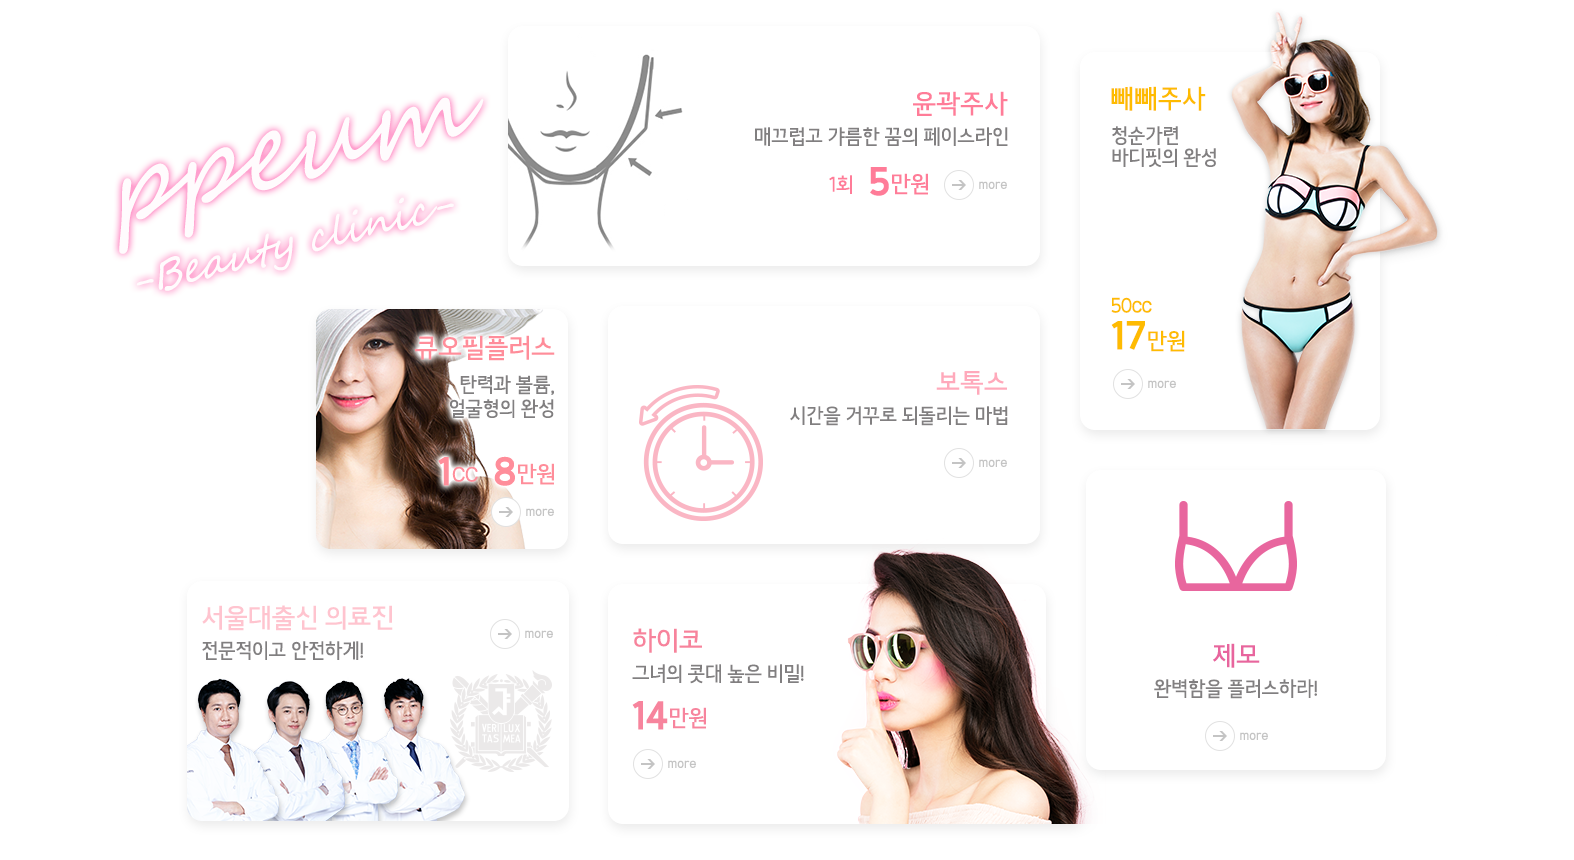 ppeum
-Beauty clinic-
윤곽주사
매끄럽고 갸름한 꿈의 페이스라인
1회 5만원
more
빼빼주사
청순가련
바디핏의 완성
50cc
17만원
more
큐오필플러스
탄력과 볼륨,
얼굴형의 완성
1cc 8만원
more
보톡스
시간을 거꾸로 되돌리는 마법
more
서울대출신 의료진
전문적이고 안전하게!
more
VERI LUX
TAS MEA
하이코
그녀의 콧대 높은 비밀!
14만원
more
제모
완벽함을 플러스하라!
more